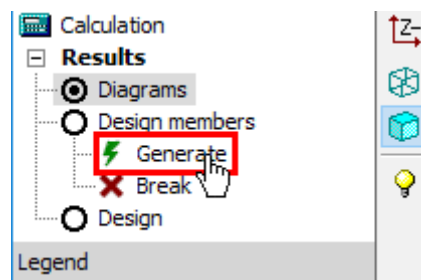 Calculation
Results
Diagrams
Design members
Generate
Break
Design
Legend
Z